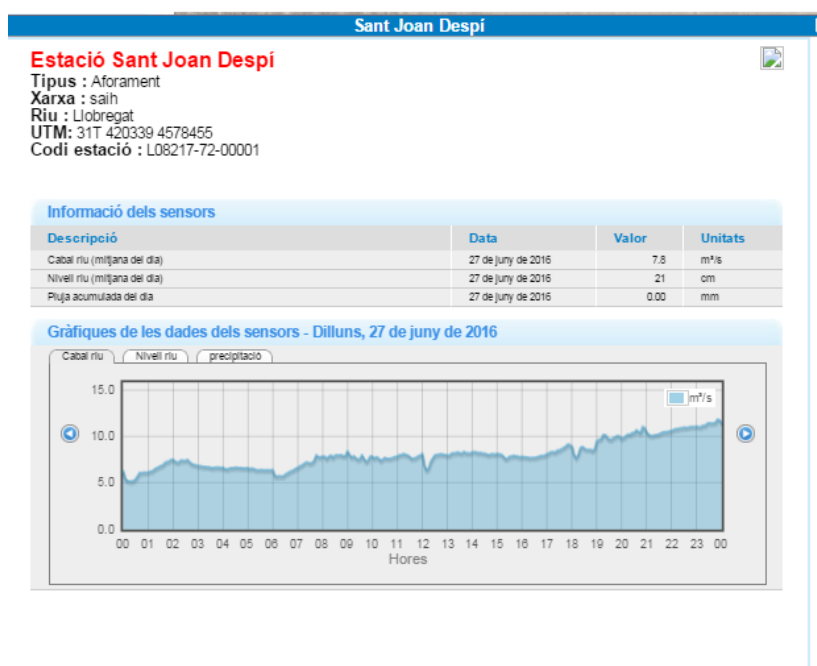 Sant Joan Despí
Estació Sant Joan Despí
Tipus : Aforament
Xarxa : saih
Riu : Llobregat
UTM: 31T 420339 4578455
Codi estació : L08217-72-00001
Informació dels sensors
Descripció Data Valor Unitats
Cabal riu (mitjana del dia) 27 de juny de 2016 7.8 m³/s
Nivell riu (mitjana del dia) 27 de juny de 2016 21 cm
Pluja acumulada del dia 27 de juny de 2016 0.00 mm
Gràfiques de les dades dels sensors - Dilluns, 27 de juny de 2016
Cabal riu Nivell riu precipitació
15.0
m³/s
10.0
5.0
0.0
00 01 02 03 04 05 06 07 08 09 10 11 12 13 14 15 16 17 18 19 20 21 22 23 00
Hores